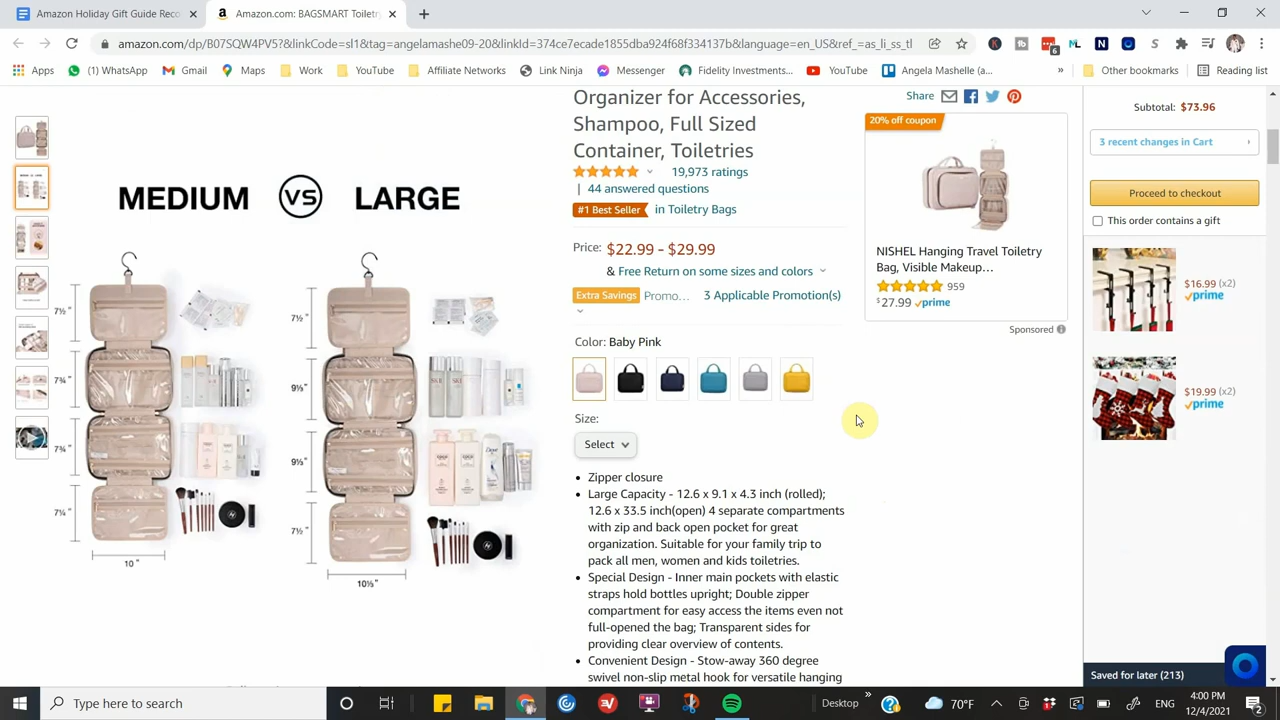 Amazon Holiday Gift Guide Reco
Amazon.com: BAGSMART Toiletry
amazon.com/dp/B07SQW4PV5?&linkCode=ll1&tag=angelamashe09-20&linkId=374ce7ecade1855dba924f68f334137b&language=en_US&ref_=as_li_ss_tl
Apps
(1) WhatsApp
Gmail
Maps
Work
YouTube
Affiliate Networks
Link Ninja
Messenger
Fidelity Investments...
YouTube
Angela Mashelle (a...
»
Other bookmarks
Reading list
Organizer for Accessories,
Shampoo, Full Sized
Container, Toiletries
19,973 ratings
| 44 answered questions
#1 Best Seller in Toiletry Bags
Price: $22.99 - $29.99
& Free Return on some sizes and colors
Extra Savings Promo... 3 Applicable Promotion(s)
Color: Baby Pink
Size:
Select
• Zipper closure
• Large Capacity - 12.6 x 9.1 x 4.3 inch (rolled);
12.6 x 33.5 inch(open) 4 separate compartments
with zip and back open pocket for great
organization. Suitable for your family trip to
pack all men, women and kids toiletries.
• Special Design - Inner main pockets with elastic
straps hold bottles upright; Double zipper
compartment for easy access the items even not
full-opened the bag; Transparent sides for
providing clear overview of contents.
• Convenient Design - Stow-away 360 degree
swivel non-slip metal hook for versatile hanging
MEDIUM VS LARGE
10"
Share
20% off coupon
NISHEL Hanging Travel Toiletry
Bag, Visible Makeup...
959
$27.99 prime
Sponsored
Subtotal: $73.96
3 recent changes in Cart
Proceed to checkout
This order contains a gift
$16.99 (x2)
prime
$19.99 (x2)
prime
Saved for later (213)
Type here to search
Desktop
»
70°F
ENG
4:00 PM
12/4/2021